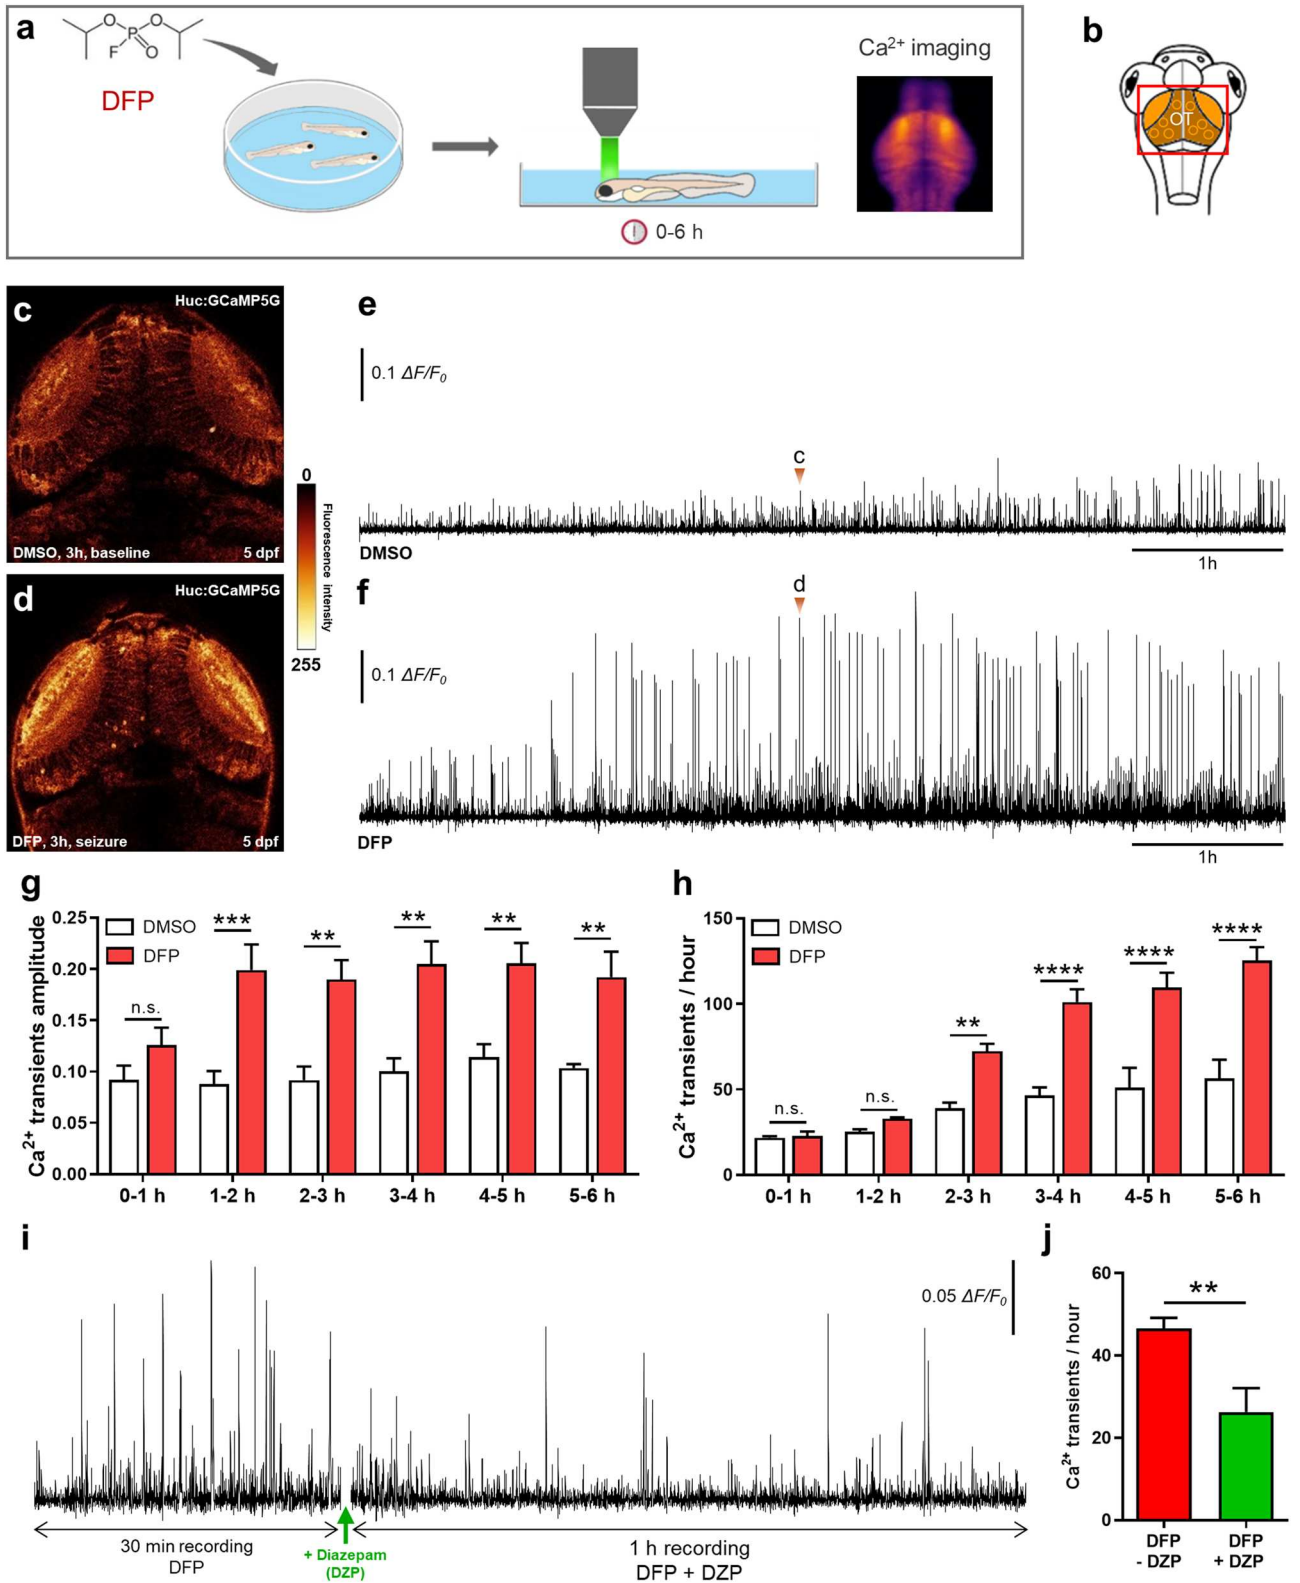 a
O
O
P
F
O
DFP
Ca²⁺ imaging
0-6 h
b
OT
c
Huc:GCaMP5G
DMSO, 3h, baseline
5 dpf
d
Huc:GCaMP5G
DFP, 3h, seizure
5 dpf
0
Fluorescence intensity
255
e
0.1 ΔF/F₀
c
DMSO
1h
f
0.1 ΔF/F₀
d
DFP
1h
g
Ca²⁺ transients amplitude
0.25
0.20
0.15
0.10
0.05
0.00
DMSO
DFP
n.s.
***
**
**
**
**
0-1 h
1-2 h
2-3 h
3-4 h
4-5 h
5-6 h
h
Ca²⁺ transients / hour
150
100
50
0
DMSO
DFP
n.s.
n.s.
**
****
****
****
0-1 h
1-2 h
2-3 h
3-4 h
4-5 h
5-6 h
i
0.05 ΔF/F₀
30 min recording
DFP
+ Diazepam
(DZP)
1 h recording
DFP + DZP
j
Ca²⁺ transients / hour
60
40
20
0
**
DFP
- DZP
DFP
+ DZP